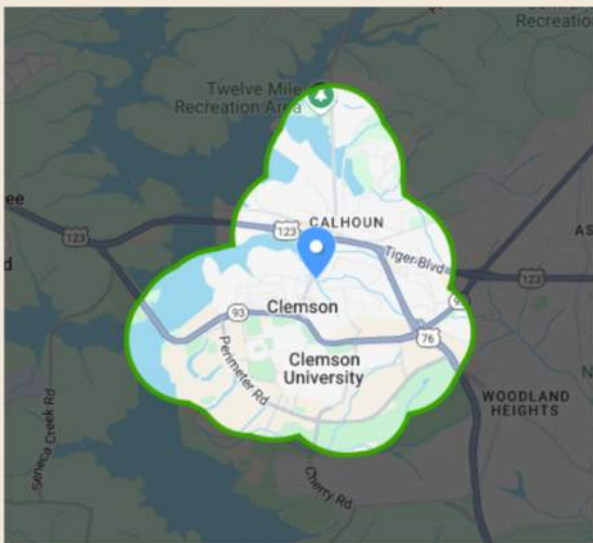 Recreation
Twelve Mile
Recreation Area
ee
123
123
CALHOUN
AS
Tiger Blvd
123
93
Clemson
76
Perimeter Rd
Clemson
University
WOODLAND
HEIGHTS
Seneca Creek Rd
Cherry Rd